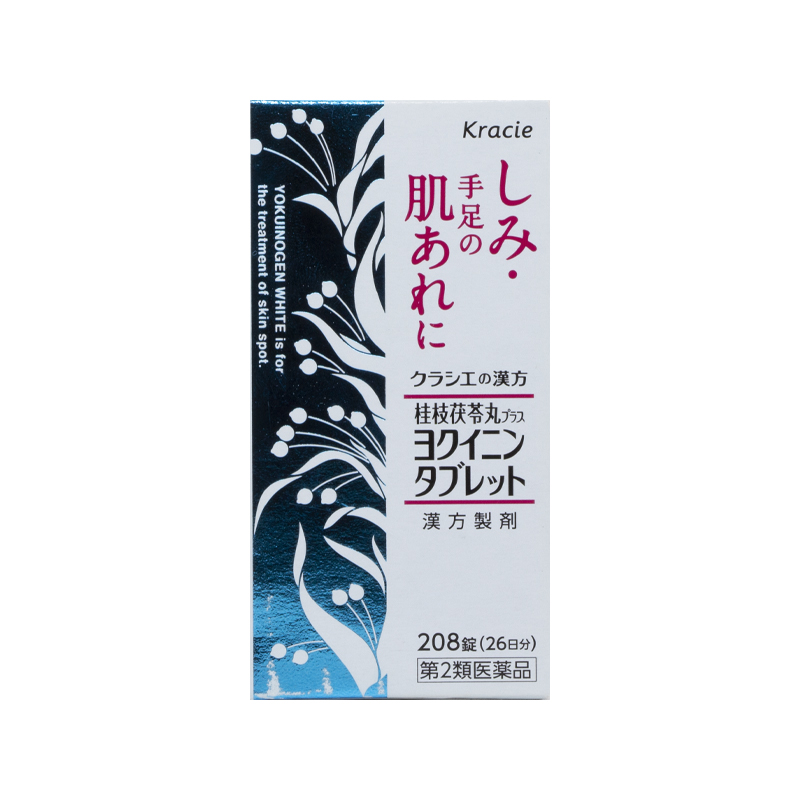 Kracie
しみ・
手足の
肌あれに
クラシエの漢方
桂枝茯苓丸プラス
ヨクイニン
タブレット
漢方製剤
208錠(26日分)
第2類医薬品
YOKUINOGEN WHITE is for
the treatment of skin spot.